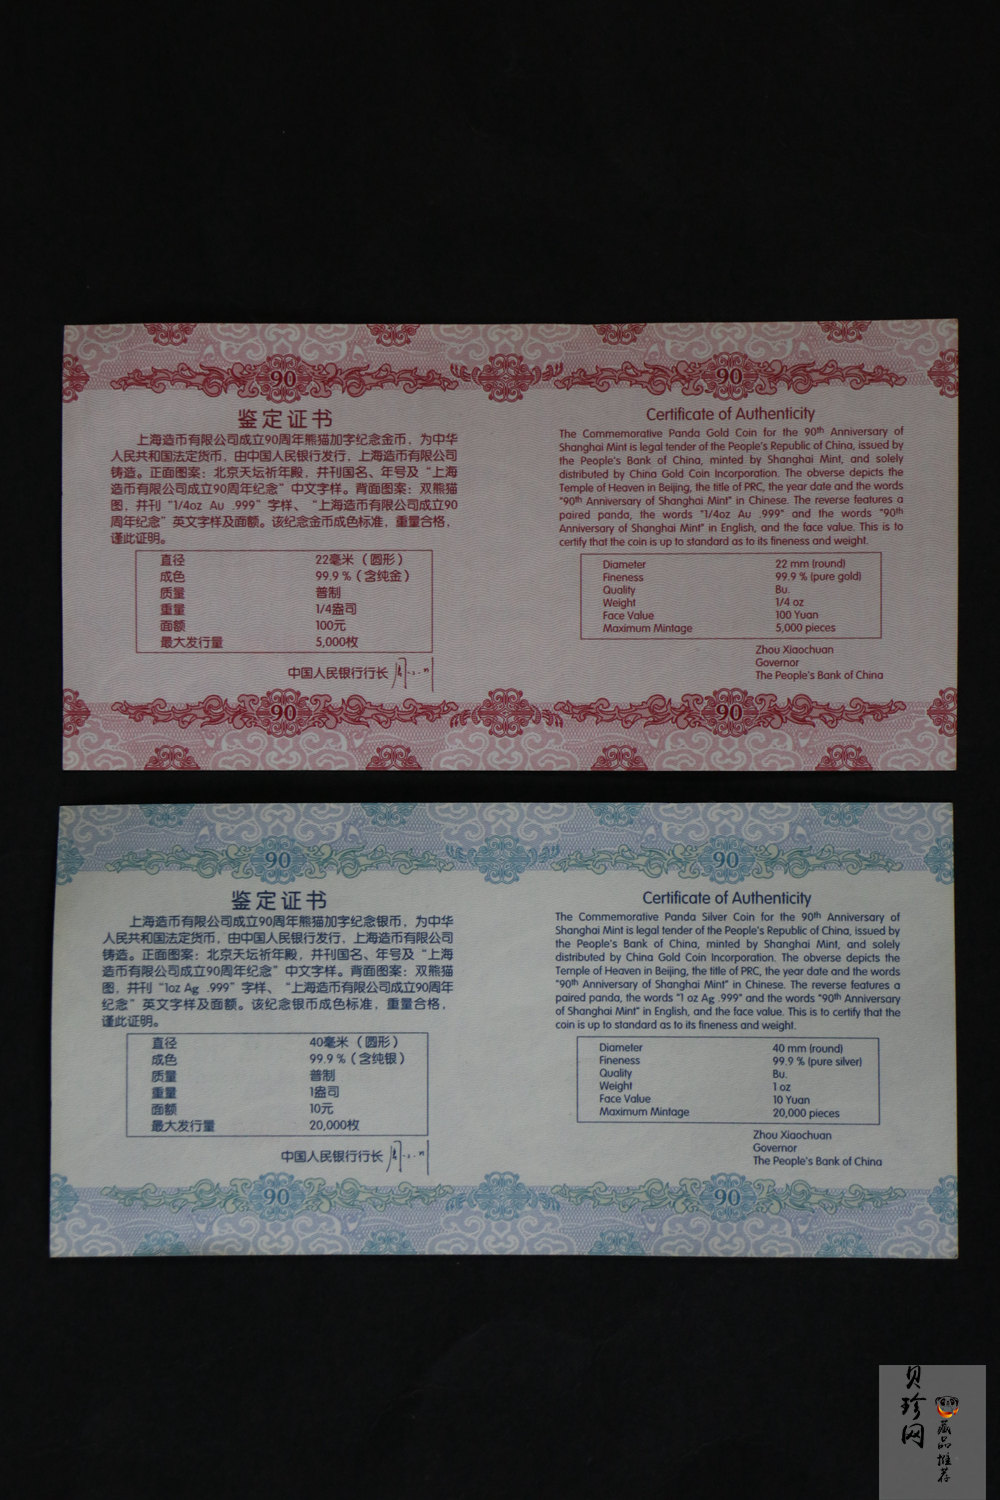 90
90
鉴定证书
上海造币有限公司成立90周年熊猫加字纪念金币，为中华
人民共和国法定货币，由中国人民银行发行，上海造币有限公司
铸造。正面图案：北京天坛祈年殿，并刊国名、年号及“上海
造币有限公司成立90周年纪念”中文字样。背面图案：双熊猫
图，并刊“1/4oz Au .999”字样、“上海造币有限公司成立90
周年纪念”英文字样及面额。该纪念金币成色标准，重量合格，
谨此证明。
直径 22毫米（圆形）
成色 99.9％（含纯金）
质量 普制
重量 1/4盎司
面额 100元
最大发行量 5,000枚
中国人民银行行长
Certificate of Authenticity
The Commemorative Panda Gold Coin for the 90th Anniversary of
Shanghai Mint is legal tender of the People's Republic of China, issued by
the People's Bank of China, minted by Shanghai Mint, and solely
distributed by China Gold Coin Incorporation. The obverse depicts the
Temple of Heaven in Beijing, the title of PRC, the year date and the words
"90th Anniversary of Shanghai Mint" in Chinese. The reverse features a
paired panda, the words "1/4oz Au .999" and the words "90th
Anniversary of Shanghai Mint" in English, and the face value. This is to
certify that the coin is up to standard as to its fineness and weight.
Diameter 22 mm (round)
Fineness 99.9 % (pure gold)
Quality Bu.
Weight 1/4 oz
Face Value 100 Yuan
Maximum Mintage 5,000 pieces
Zhou Xiaochuan
Governor
The People's Bank of China
90
90
90
90
鉴定证书
上海造币有限公司成立90周年熊猫加字纪念银币，为中华
人民共和国法定货币，由中国人民银行发行，上海造币有限公司
铸造。正面图案：北京天坛祈年殿，并刊国名、年号及“上海
造币有限公司成立90周年纪念”中文字样。背面图案：双熊猫
图，并刊“1oz Ag .999”字样、“上海造币有限公司成立90周年
纪念”英文字样及面额。该纪念银币成色标准，重量合格，
谨此证明。
直径 40毫米（圆形）
成色 99.9％（含纯银）
质量 普制
重量 1盎司
面额 10元
最大发行量 20,000枚
中国人民银行行长
Certificate of Authenticity
The Commemorative Panda Silver Coin for the 90th Anniversary of
Shanghai Mint is legal tender of the People's Republic of China, issued by
the People's Bank of China, minted by Shanghai Mint, and solely
distributed by China Gold Coin Incorporation. The obverse depicts the
Temple of Heaven in Beijing, the title of PRC, the year date and the words
"90th Anniversary of Shanghai Mint" in Chinese. The reverse features a
paired panda, the words "1 oz Ag .999" and the words "90th Anniversary
of Shanghai Mint" in English, and the face value. This is to certify that the
coin is up to standard as to its fineness and weight.
Diameter 40 mm (round)
Fineness 99.9 % (pure silver)
Quality Bu.
Weight 1 oz
Face Value 10 Yuan
Maximum Mintage 20,000 pieces
Zhou Xiaochuan
Governor
The People's Bank of China
90
90
贝珍网
藏品推荐